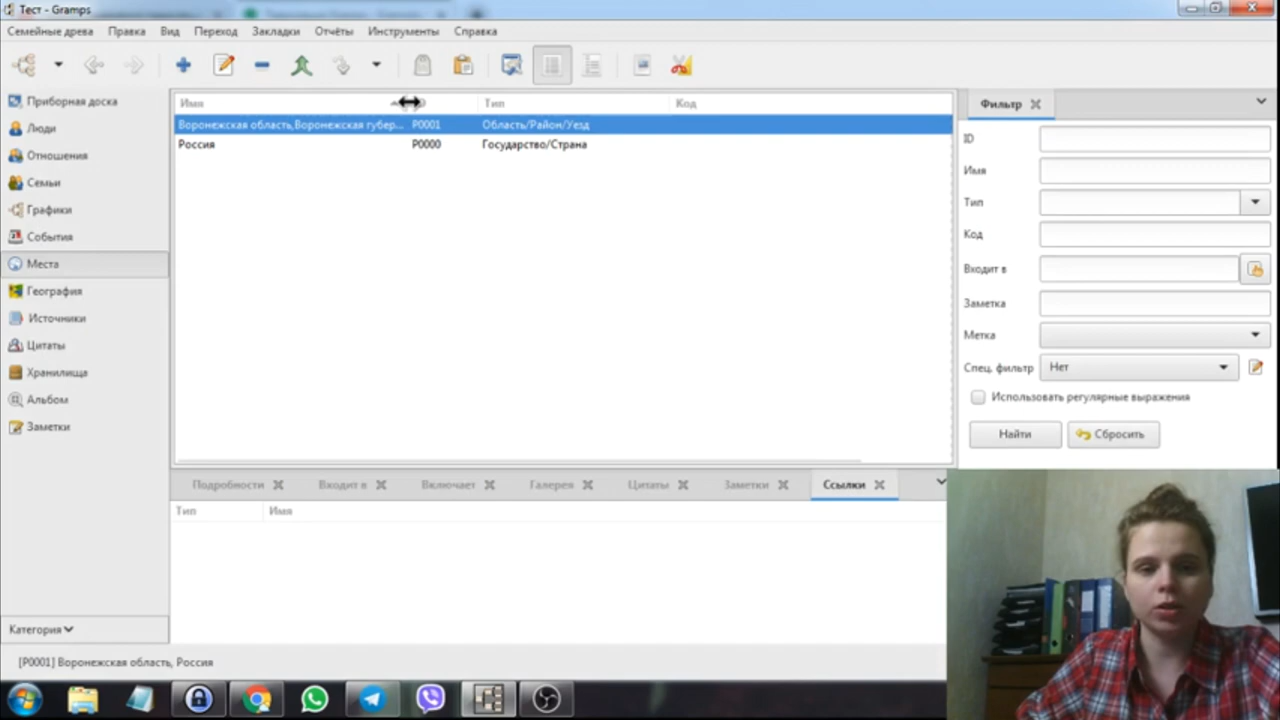 Тест - Gramps
Семейные древа Правка Вид Переход Закладки Отчёты Инструменты Справка
Приборная доска
Люди
Отношения
Семьи
Графики
События
Места
География
Источники
Цитаты
Хранилища
Альбом
Заметки
Категория
Имя Тип Код
Воронежская область,Воронежская губер... P0001 Область/Район/Уезд
Россия P0000 Государство/Страна
Фильтр
ID
Имя
Тип
Код
Входит в
Заметка
Метка
Спец. фильтр Нет
Использовать регулярные выражения
Найти Сбросить
Подробности Входит в Включает Галерея Цитаты Заметки Ссылки
Тип Имя
[P0001] Воронежская область, Россия